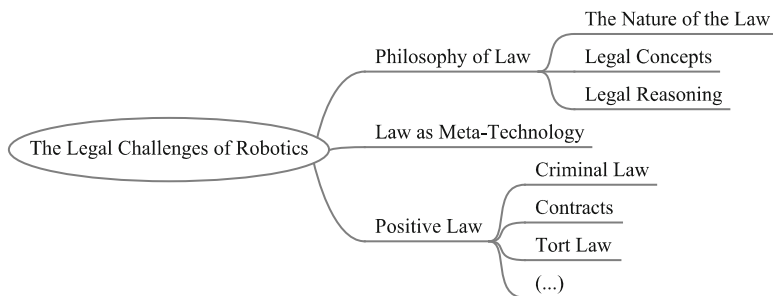 The Legal Challenges of Robotics
Philosophy of Law
The Nature of the Law
Legal Concepts
Legal Reasoning
Law as Meta-Technology
Positive Law
Criminal Law
Contracts
Tort Law
(...)